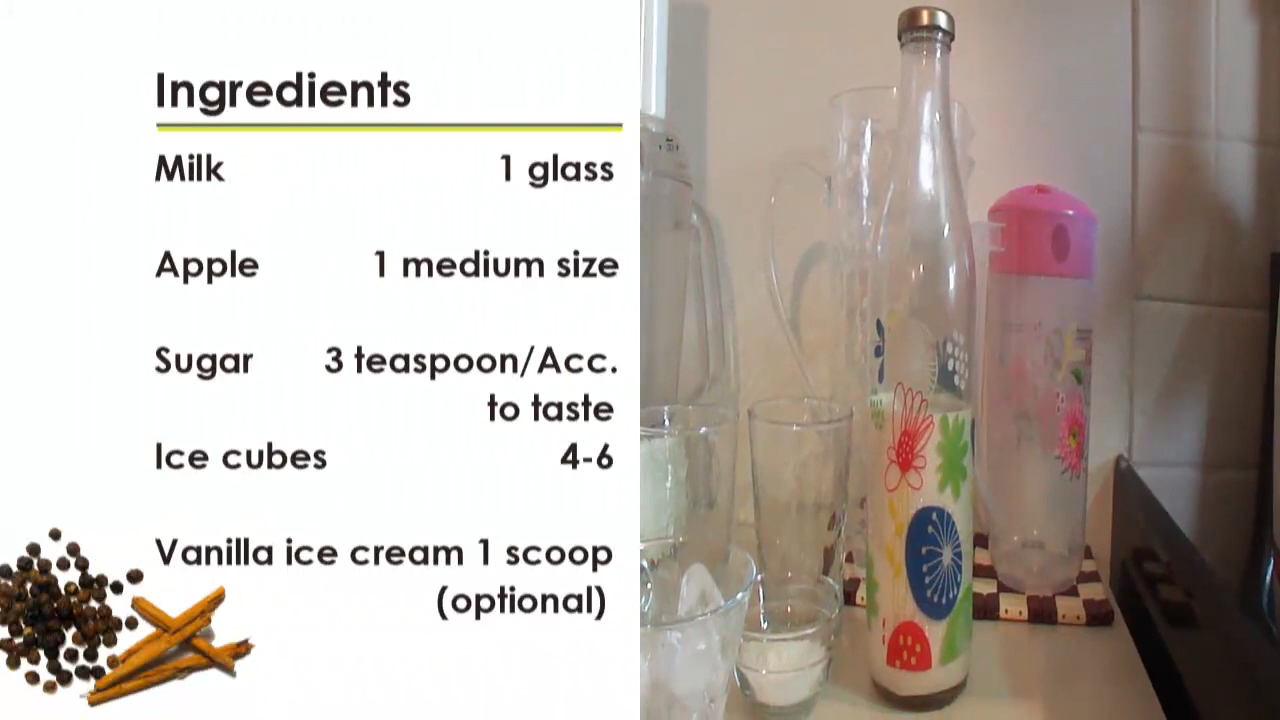 Ingredients
Milk 1 glass
Apple 1 medium size
Sugar 3 teaspoon/Acc.
to taste
Ice cubes 4-6
Vanilla ice cream 1 scoop
(optional)